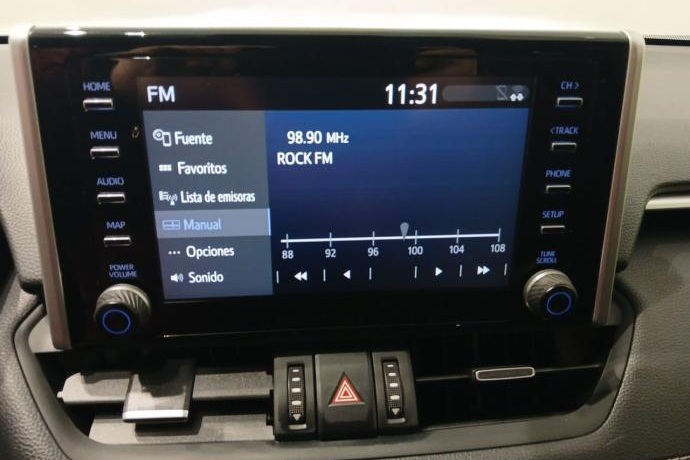 HOME
MENU
AUDIO
MAP
POWER
VOLUME
FM 11:31
Fuente
Favoritos
Lista de emisoras
Manual
Opciones
Sonido
98.90 MHz
ROCK FM
88 92 96 100 104 108
CH >
< TRACK
PHONE
SETUP
TUNE
SCROLL